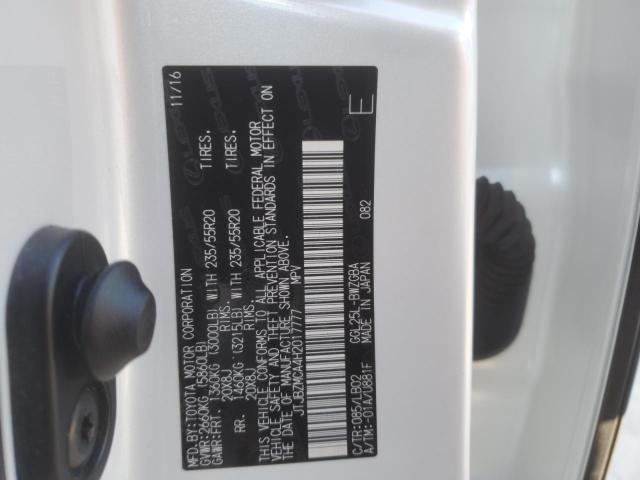 MFD.BY:TOYOTA MOTOR CORPORATION 11/16
GVWR:2660KG (5860LB)
GAWR:FRT. 1360KG (3000LB) WITH 235/55R20 TIRES.
20X8J RIMS.
RR. 1460KG (3215LB) WITH 235/55R20 TIRES.
20X8J RIMS.
THIS VEHICLE CONFORMS TO ALL APPLICABLE FEDERAL MOTOR
VEHICLE SAFETY AND THEFT PREVENTION STANDARDS IN EFFECT ON
THE DATE OF MANUFACTURE SHOWN ABOVE.
JTJBZMCA4H2017777 MPV
E
C/TR:085/LB02 GGL25L-BWZGBA 082
A/TM:-01A/U881F MADE IN JAPAN